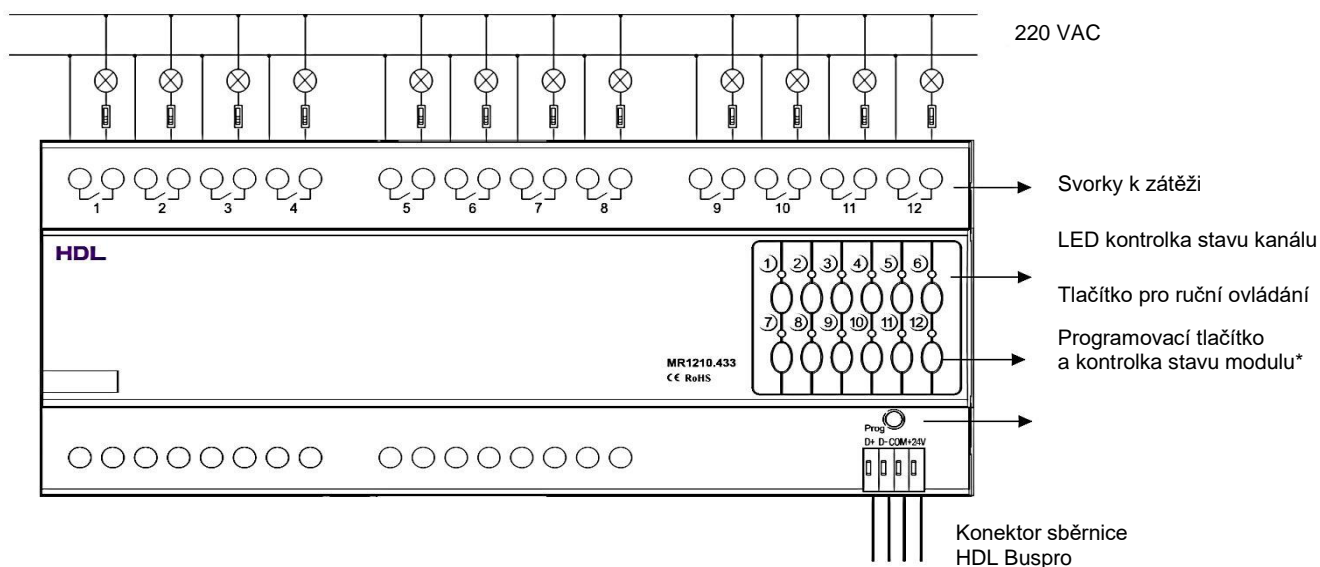 220 VAC
1 2 3 4 5 6 7 8 9 10 11 12
Svorky k zátěži
HDL
LED kontrolka stavu kanálu
1 2 3 4 5 6
Tlačítko pro ruční ovládání
7 8 9 10 11 12
Programovací tlačítko
a kontrolka stavu modulu*
MR1210.433
CE RoHS
Prog
D+ D- COM +24V
Konektor sběrnice
HDL Buspro